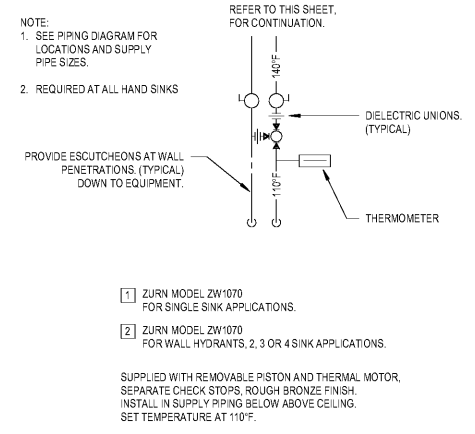 REFER TO THIS SHEET,
FOR CONTINUATION.
NOTE:
1. SEE PIPING DIAGRAM FOR
LOCATIONS AND SUPPLY
PIPE SIZES.
2. REQUIRED AT ALL HAND SINKS
140°F
DIELECTRIC UNIONS.
(TYPICAL)
PROVIDE ESCUTCHEONS AT WALL
PENETRATIONS. (TYPICAL)
DOWN TO EQUIPMENT.
110°F
THERMOMETER
1 ZURN MODEL ZW1070
FOR SINGLE SINK APPLICATIONS.
2 ZURN MODEL ZW1070
FOR WALL HYDRANTS, 2, 3 OR 4 SINK APPLICATIONS.
SUPPLIED WITH REMOVABLE PISTON AND THERMAL MOTOR,
SEPARATE CHECK STOPS, ROUGH BRONZE FINISH.
INSTALL IN SUPPLY PIPING BELOW ABOVE CEILING.
SET TEMPERATURE AT 110°F.